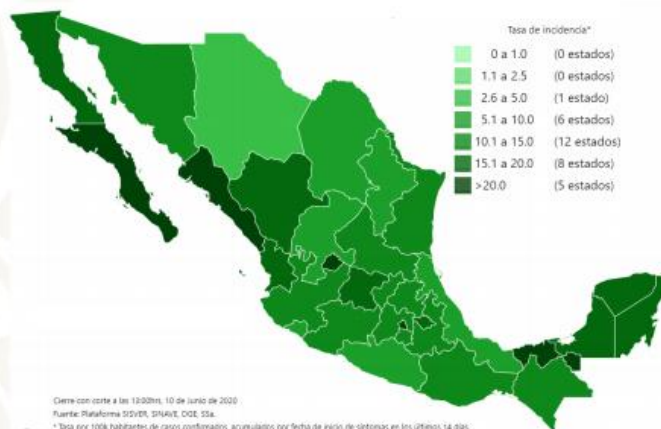 Tasa de incidencia*
0 a 1.0 (0 estados)
1.1 a 2.5 (0 estados)
2.6 a 5.0 (1 estado)
5.1 a 10.0 (6 estados)
10.1 a 15.0 (12 estados)
15.1 a 20.0 (8 estados)
>20.0 (5 estados)
Cierre con corte a las 13:00hrs, 10 de Junio de 2020
Fuente: Plataforma SISVER, SINAVE, DGE, SSa.
* Tasa por 100k habitantes de casos confirmados, acumulados por fecha de inicio de síntomas en los últimos 14 días.